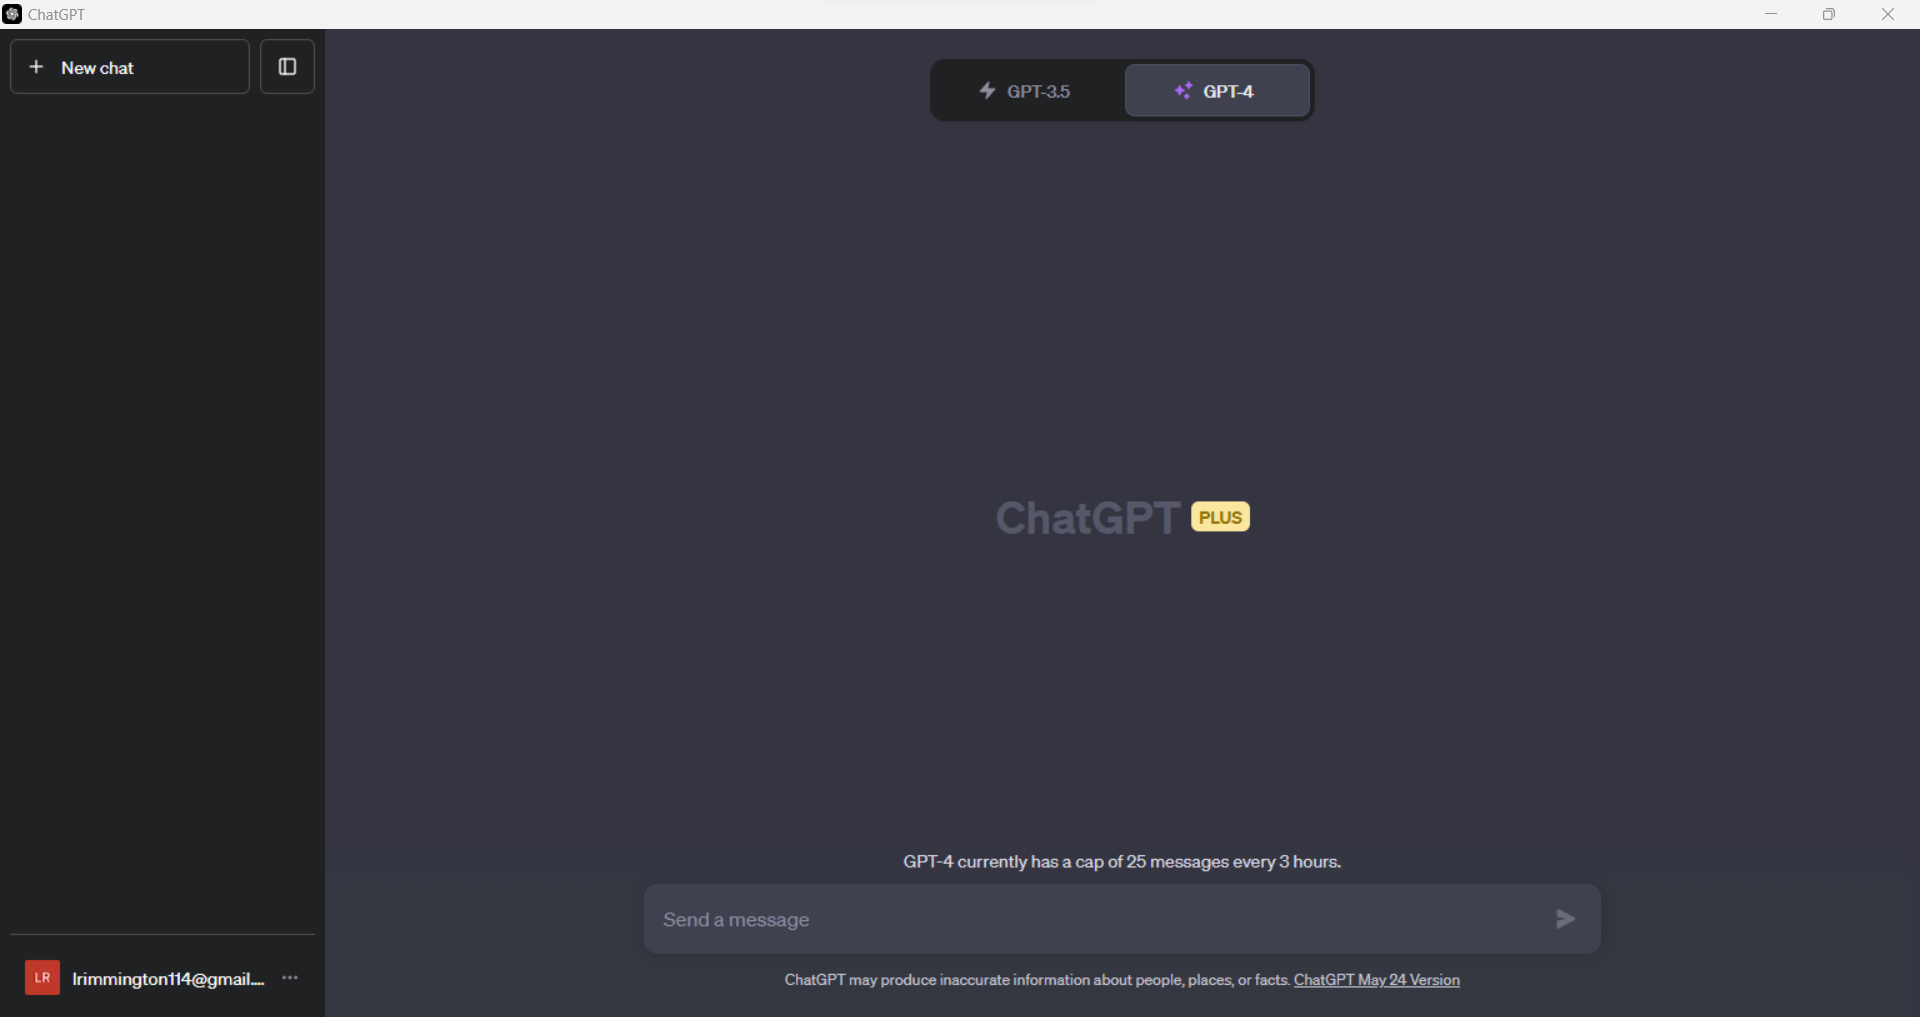 ChatGPT
New chat
GPT-3.5
GPT-4
ChatGPT PLUS
GPT-4 currently has a cap of 25 messages every 3 hours.
Send a message
LR
lrimmington114@gmail....
ChatGPT may produce inaccurate information about people, places, or facts. ChatGPT May 24 Version